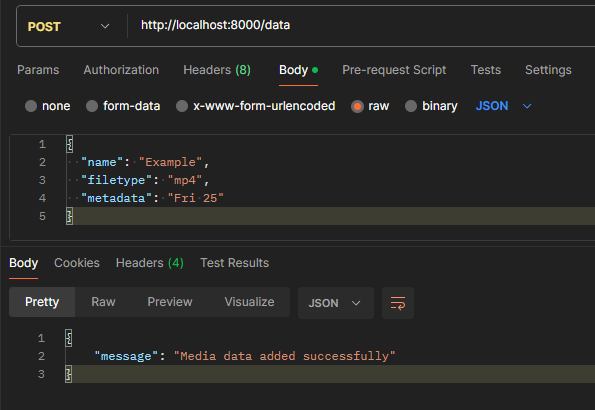 POST http://localhost:8000/data
Params Authorization Headers (8) Body Pre-request Script Tests Settings
none form-data x-www-form-urlencoded raw binary JSON
1 {
2 "name": "Example",
3 "filetype": "mp4",
4 "metadata": "Fri 25"
5 }
Body Cookies Headers (4) Test Results
Pretty Raw Preview Visualize JSON
1 {
2 "message": "Media data added successfully"
3 }